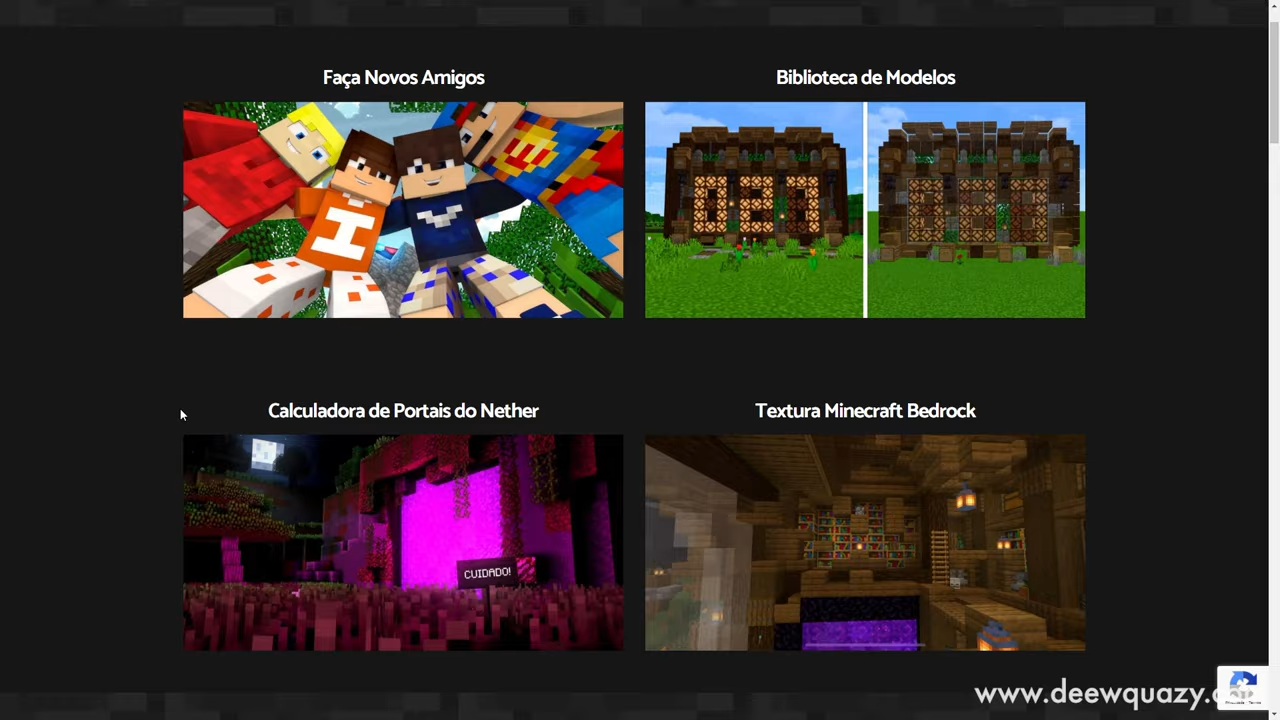 Faça Novos Amigos
Biblioteca de Modelos
Calculadora de Portais do Nether
Textura Minecraft Bedrock
CUIDADO!
www.deewquazy.